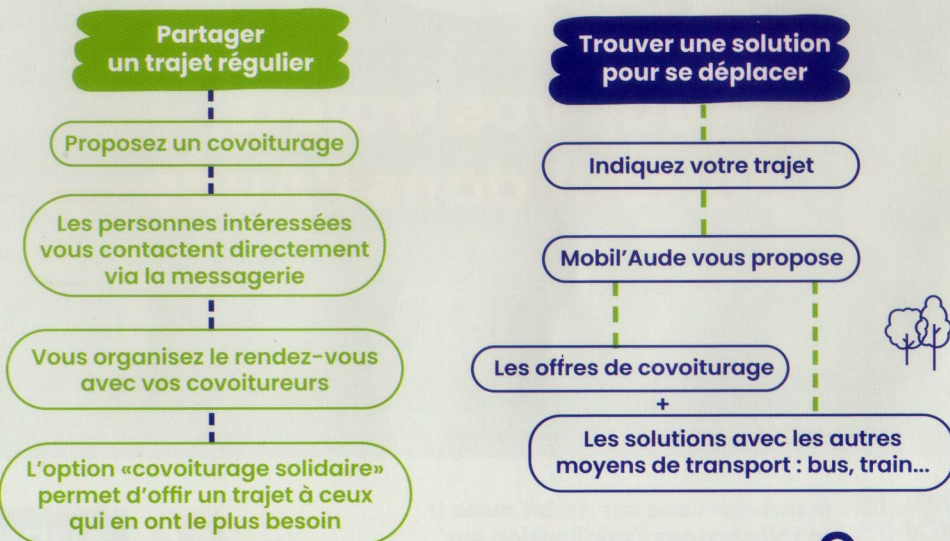 Partager
un trajet régulier
Proposez un covoiturage
Les personnes intéressées
vous contactent directement
via la messagerie
Vous organisez le rendez-vous
avec vos covoitureurs
L'option «covoiturage solidaire»
permet d'offir un trajet à ceux
qui en ont le plus besoin
Trouver une solution
pour se déplacer
Indiquez votre trajet
Mobil'Aude vous propose
Les offres de covoiturage
+
Les solutions avec les autres
moyens de transport : bus, train...